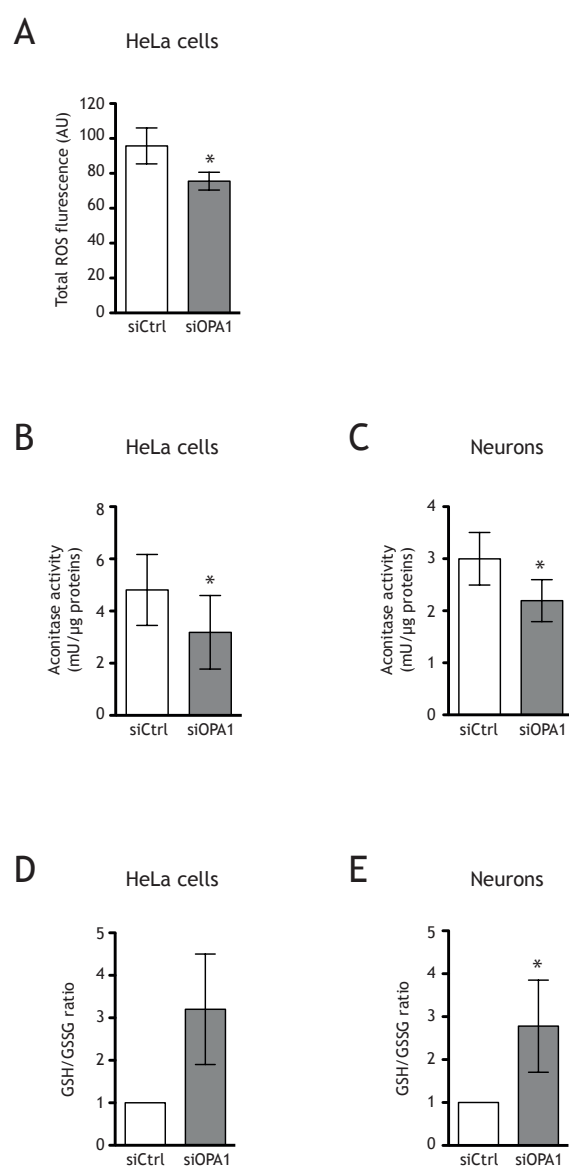 A
HeLa cells
Total ROS flurescence (AU)
120
100
80
60
40
20
0
*
siCtrl siOPA1
B
HeLa cells
Aconitase activity
(mU/µg proteins)
8
6
4
2
0
*
siCtrl siOPA1
C
Neurons
Aconitase activity
(mU/µg proteins)
4
3
2
1
0
*
siCtrl siOPA1
D
HeLa cells
GSH/GSSG ratio
5
4
3
2
1
0
siCtrl siOPA1
E
Neurons
GSH/GSSG ratio
5
4
3
2
1
0
*
siCtrl siOPA1